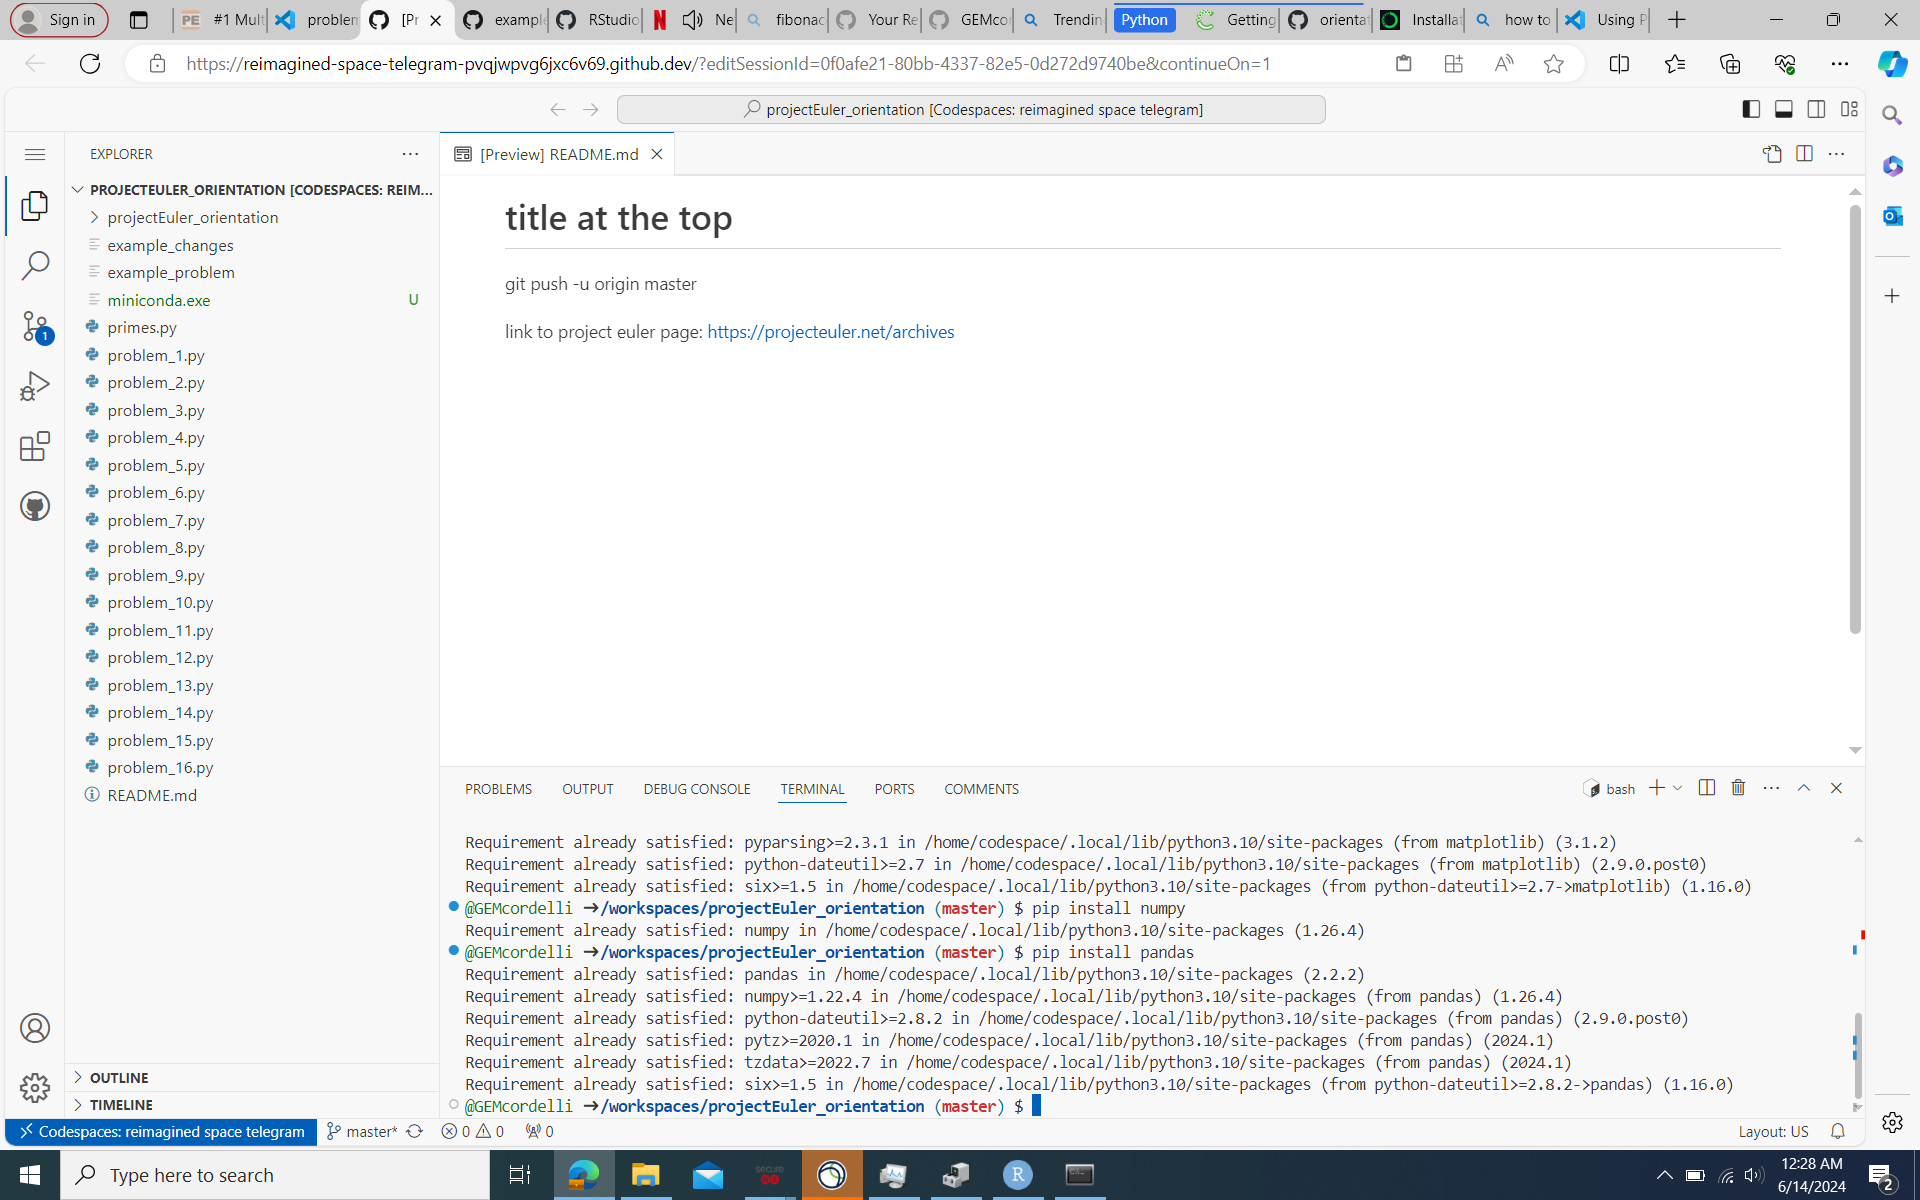 Sign in
#1 Mult
problem
[Pr
example
RStudio
N
Ne
fibonac
Your Re
GEMcor
Trendin
Python
Getting
orientat
Installat
how to
Using P
https://reimagined-space-telegram-pvqjwpvg6jxc6v69.github.dev/?editSessionId=0f0afe21-80bb-4337-82e5-0d272d9740be&continueOn=1
projectEuler_orientation [Codespaces: reimagined space telegram]
EXPLORER
[Preview] README.md
PROJECTEULER_ORIENTATION [CODESPACES: REIM...
projectEuler_orientation
example_changes
example_problem
miniconda.exe U
primes.py
problem_1.py
problem_2.py
problem_3.py
problem_4.py
problem_5.py
problem_6.py
problem_7.py
problem_8.py
problem_9.py
problem_10.py
problem_11.py
problem_12.py
problem_13.py
problem_14.py
problem_15.py
problem_16.py
README.md
1
OUTLINE
TIMELINE
title at the top
git push -u origin master
link to project euler page: https://projecteuler.net/archives
PROBLEMS OUTPUT DEBUG CONSOLE TERMINAL PORTS COMMENTS
bash
Requirement already satisfied: pyparsing>=2.3.1 in /home/codespace/.local/lib/python3.10/site-packages (from matplotlib) (3.1.2)
Requirement already satisfied: python-dateutil>=2.7 in /home/codespace/.local/lib/python3.10/site-packages (from matplotlib) (2.9.0.post0)
Requirement already satisfied: six>=1.5 in /home/codespace/.local/lib/python3.10/site-packages (from python-dateutil>=2.7->matplotlib) (1.16.0)
@GEMcordelli ➜/workspaces/projectEuler_orientation (master) $ pip install numpy
Requirement already satisfied: numpy in /home/codespace/.local/lib/python3.10/site-packages (1.26.4)
@GEMcordelli ➜/workspaces/projectEuler_orientation (master) $ pip install pandas
Requirement already satisfied: pandas in /home/codespace/.local/lib/python3.10/site-packages (2.2.2)
Requirement already satisfied: numpy>=1.22.4 in /home/codespace/.local/lib/python3.10/site-packages (from pandas) (1.26.4)
Requirement already satisfied: python-dateutil>=2.8.2 in /home/codespace/.local/lib/python3.10/site-packages (from pandas) (2.9.0.post0)
Requirement already satisfied: pytz>=2020.1 in /home/codespace/.local/lib/python3.10/site-packages (from pandas) (2024.1)
Requirement already satisfied: tzdata>=2022.7 in /home/codespace/.local/lib/python3.10/site-packages (from pandas) (2024.1)
Requirement already satisfied: six>=1.5 in /home/codespace/.local/lib/python3.10/site-packages (from python-dateutil>=2.8.2->pandas) (1.16.0)
@GEMcordelli ➜/workspaces/projectEuler_orientation (master) $
Codespaces: reimagined space telegram
master*
0 0
0
Layout: US
Type here to search
secure
R
12:28 AM
6/14/2024
2